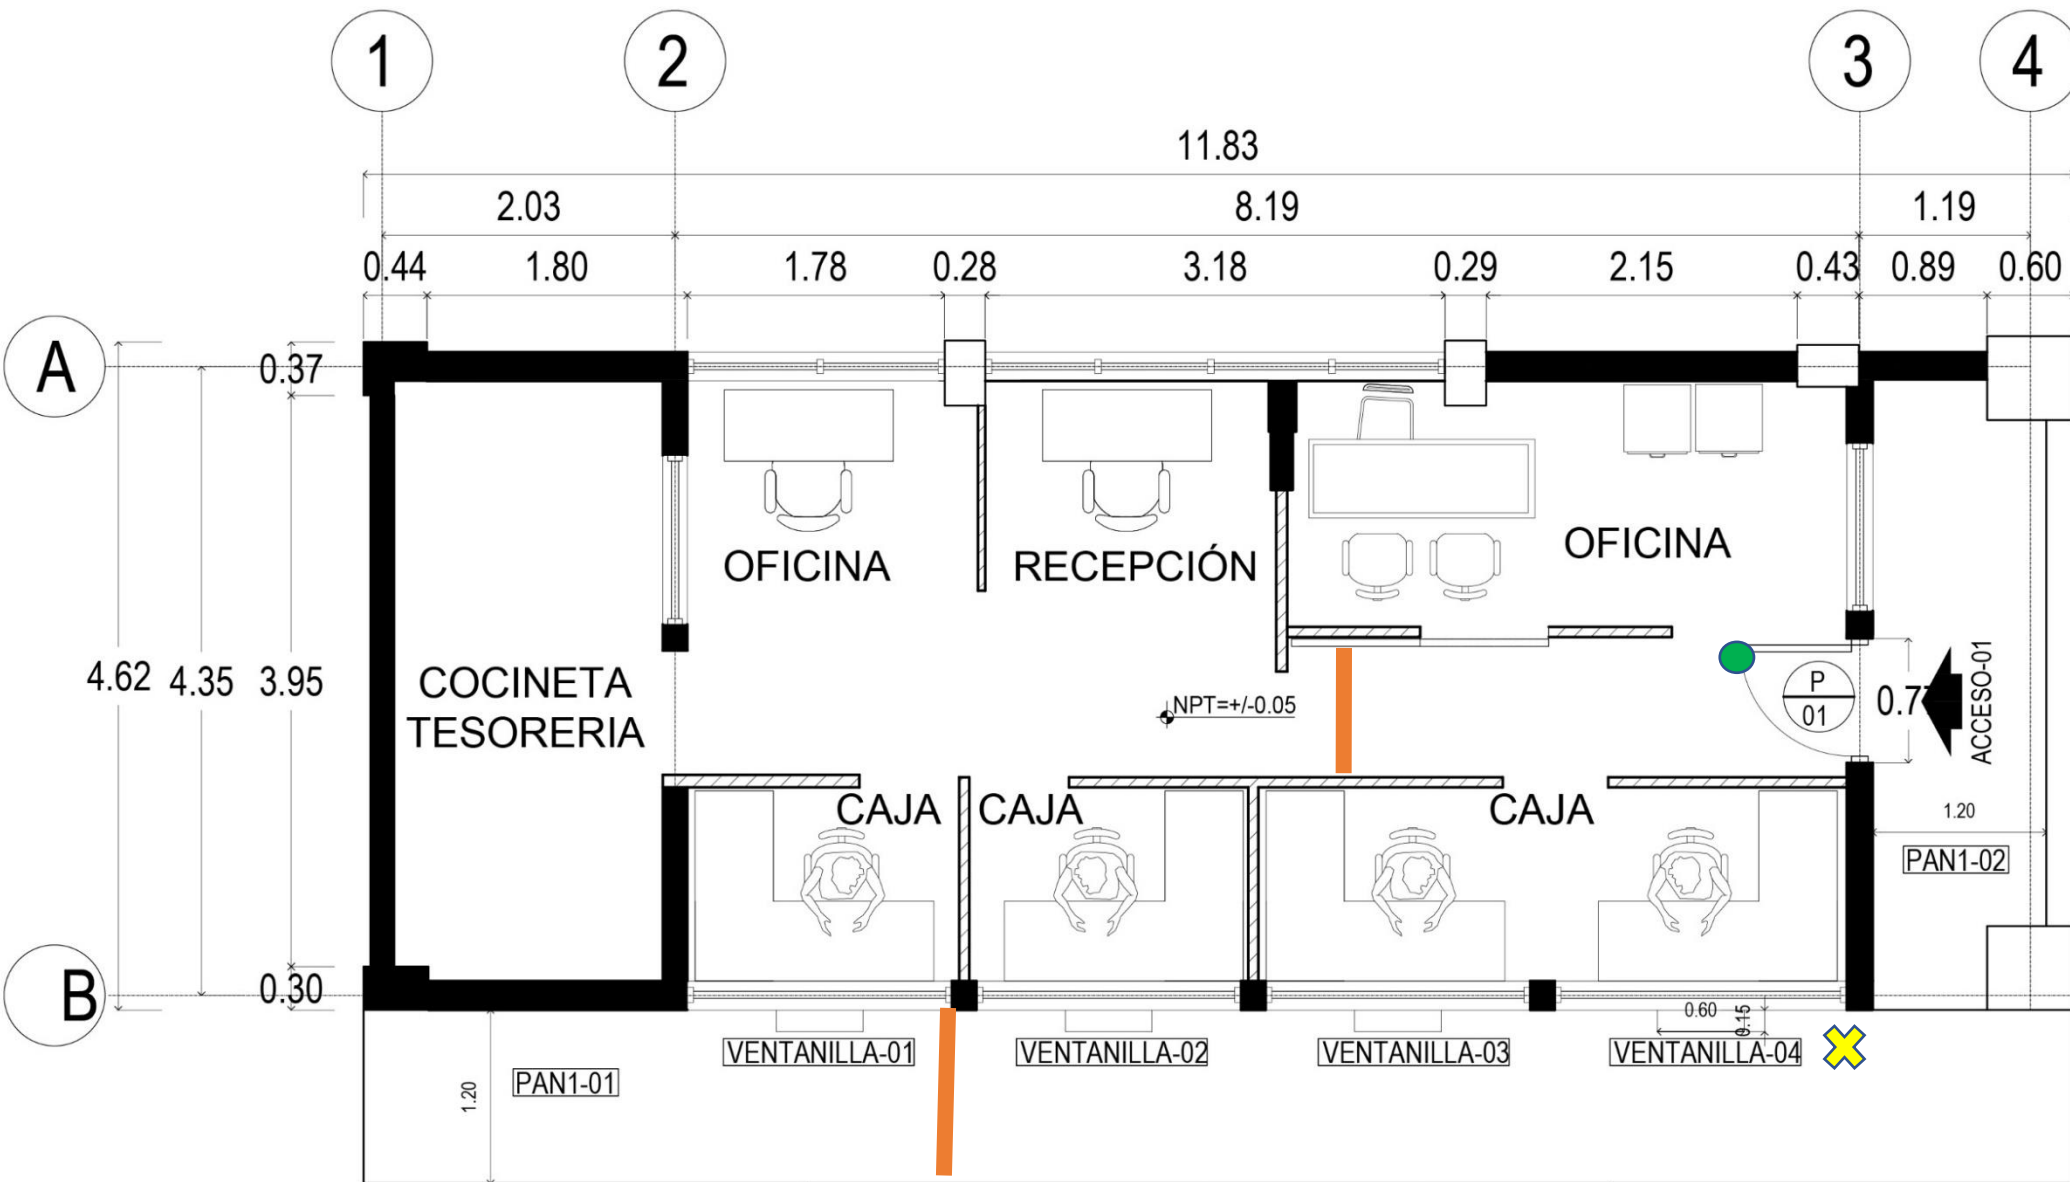 1
2
3
4
11.83
2.03
8.19
1.19
0.44
1.80
1.78
0.28
3.18
0.29
2.15
0.43
0.89
0.60
A
0.37
OFICINA
RECEPCIÓN
OFICINA
4.62
4.35
3.95
COCINETA
TESORERIA
NPT=+/-0.05
P
01
ACCESO-01
CAJA
CAJA
CAJA
1.20
PAN1-02
B
0.30
0.60
0.15
VENTANILLA-01
VENTANILLA-02
VENTANILLA-03
VENTANILLA-04
PAN1-01
1.20